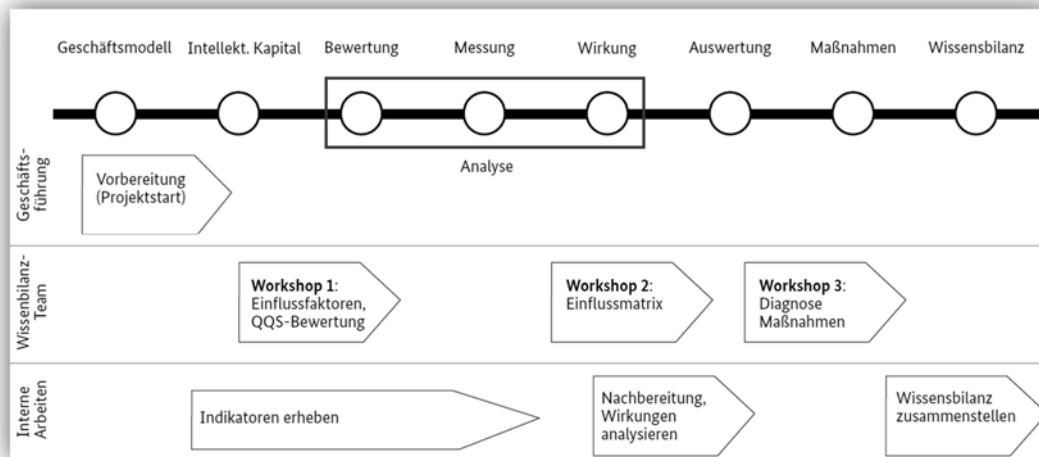 Geschäftsmodell Intellekt. Kapital Bewertung Messung Wirkung Auswertung Maßnahmen Wissensbilanz
Analyse
Geschäfts-
führung
Vorbereitung
(Projektstart)
Wissenbilanz-
Team
Workshop 1:
Einflussfaktoren,
QQS-Bewertung
Workshop 2:
Einflussmatrix
Workshop 3:
Diagnose
Maßnahmen
Interne
Arbeiten
Indikatoren erheben
Nachbereitung,
Wirkungen
analysieren
Wissensbilanz
zusammenstellen